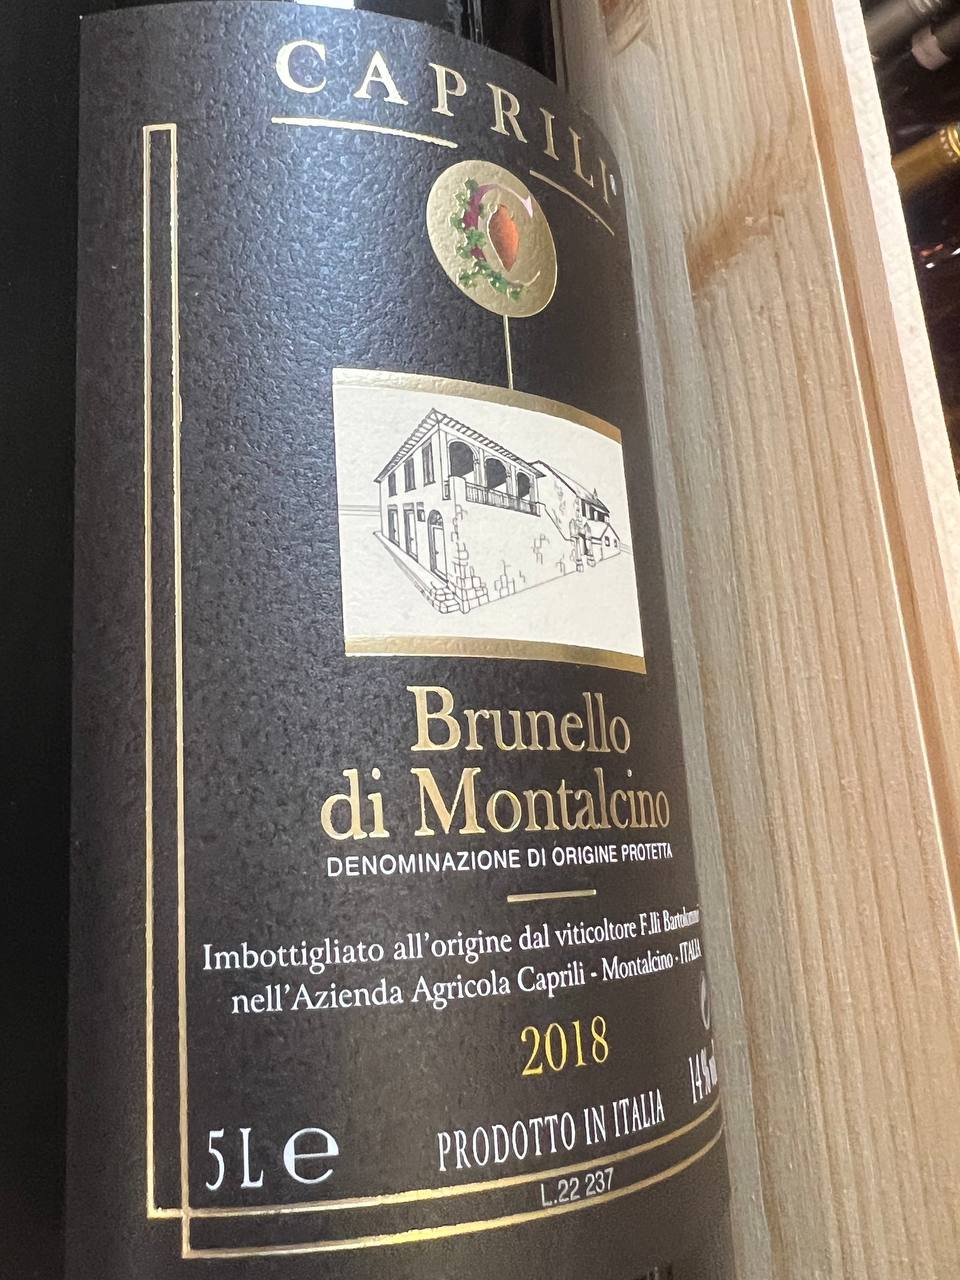 CAPRILI
Brunello
di Montalcino
DENOMINAZIONE DI ORIGINE PROTETTA
Imbottigliato all'origine dal viticoltore F.lli
nell'Azienda Agricola Caprili - Montalcino - ITALIA
2018
14%
5L e
PRODOTTO IN ITALIA
L.22 237